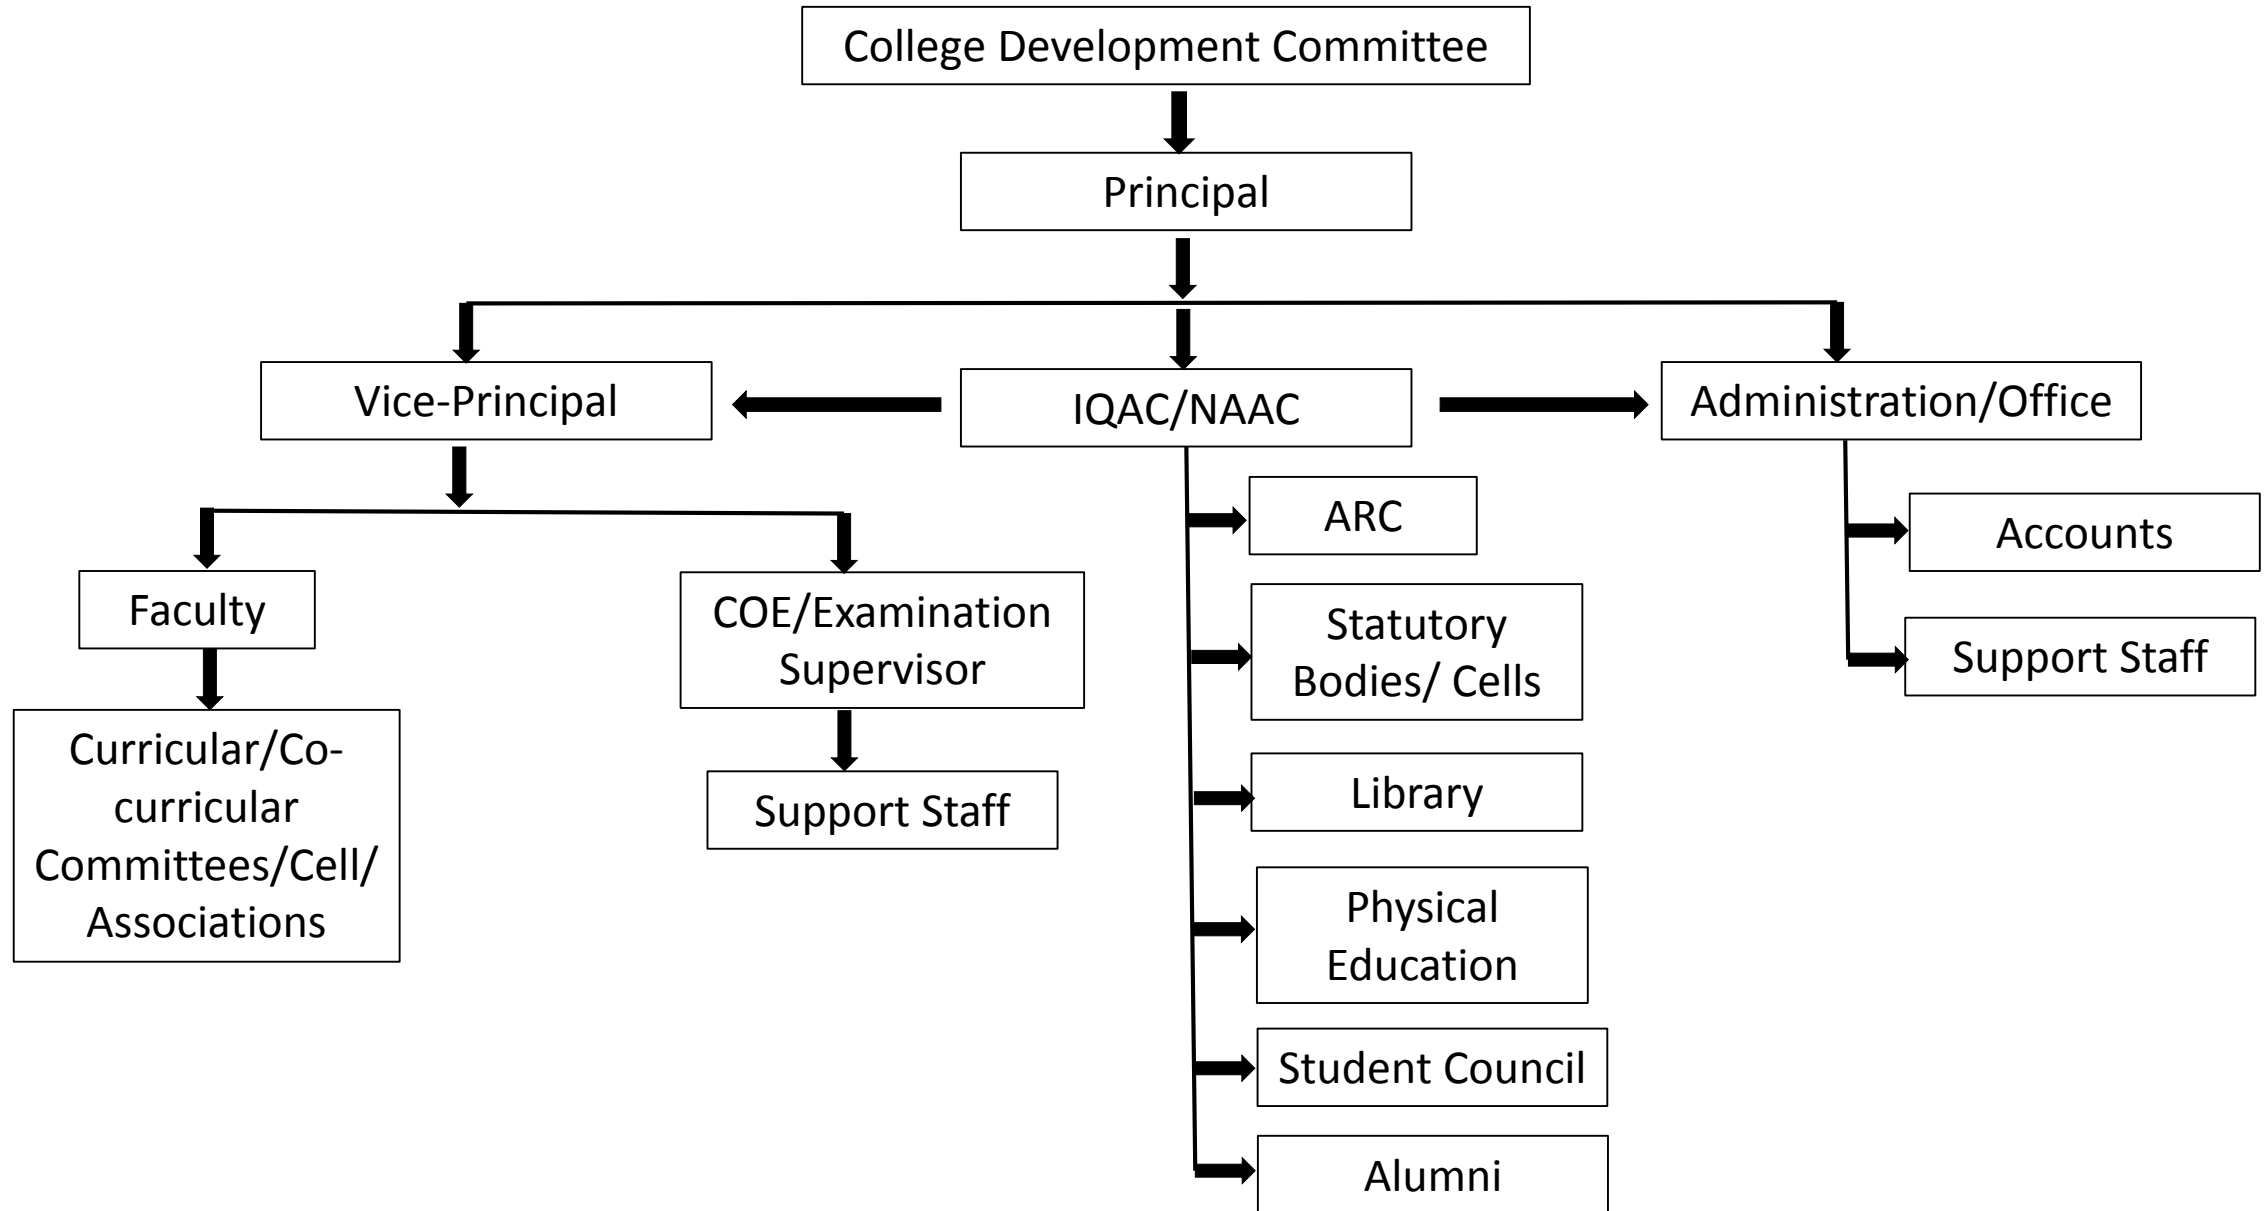 College Development Committee
Principal
Vice-Principal
IQAC/NAAC
Administration/Office
Faculty
Curricular/Co-
curricular
Committees/Cell/
Associations
COE/Examination
Supervisor
Support Staff
ARC
Statutory
Bodies/ Cells
Library
Physical
Education
Student Council
Alumni
Accounts
Support Staff